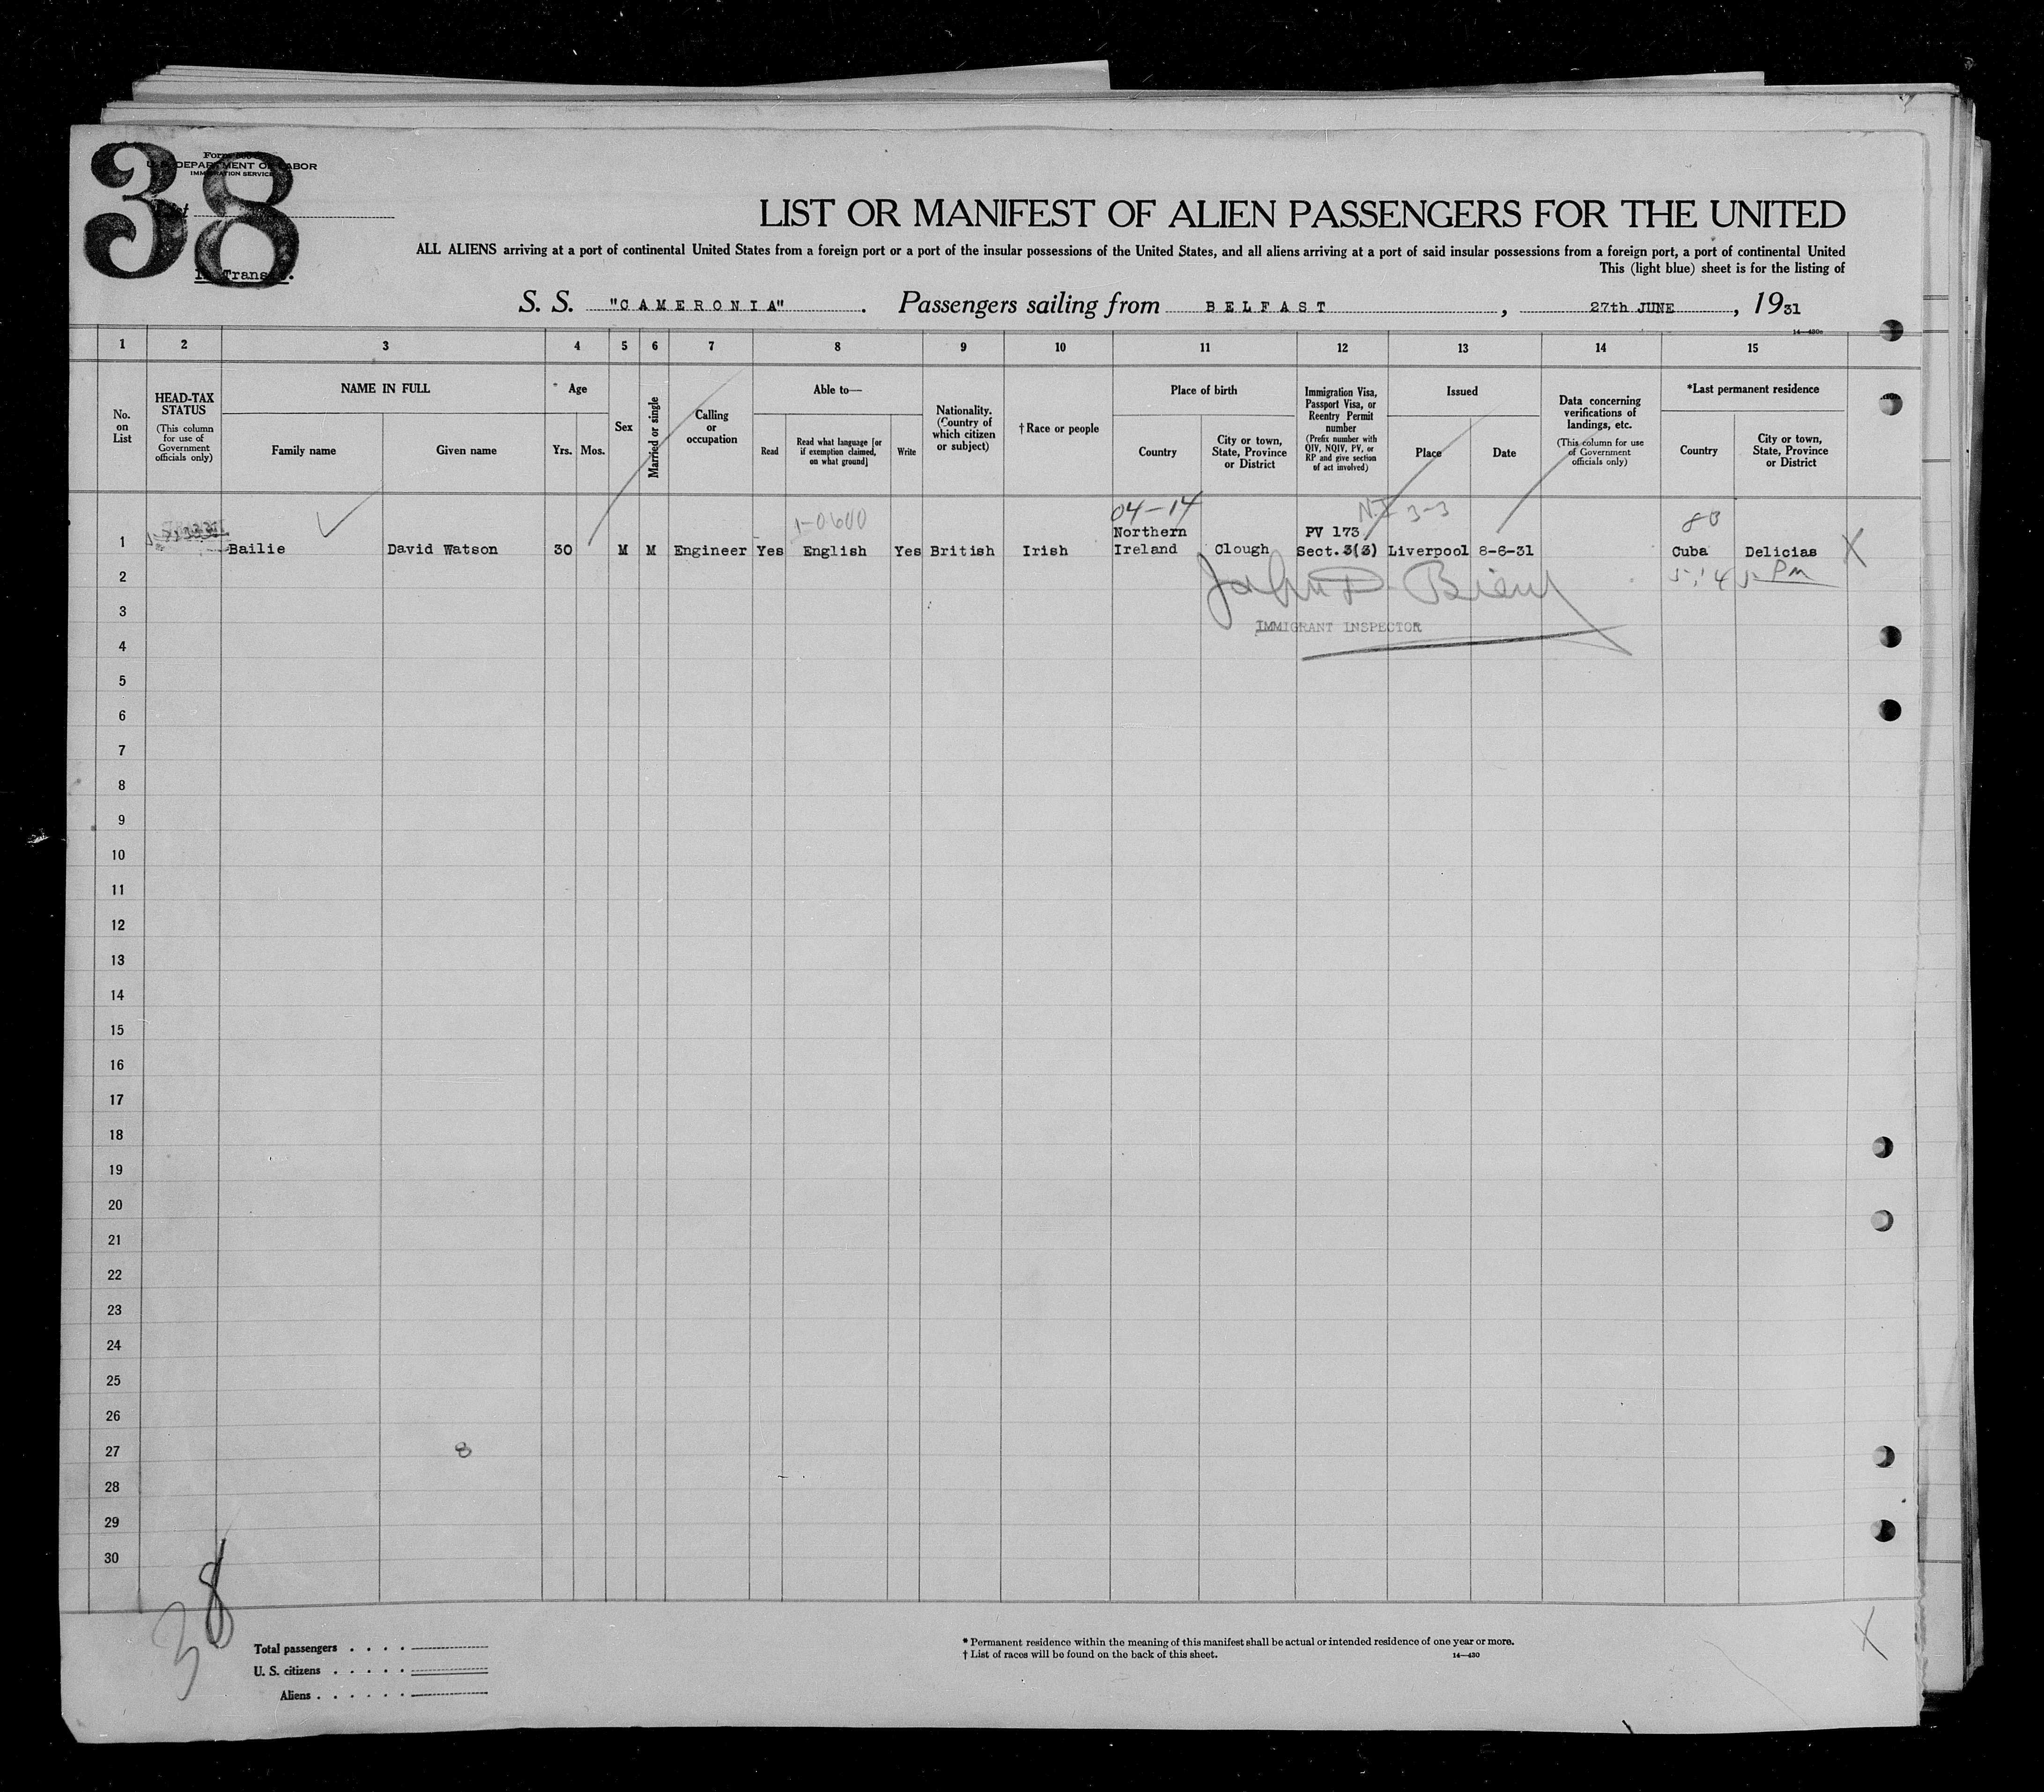 38
U. S. DEPARTMENT OF LABOR
IMMIGRATION SERVICE
LIST OR MANIFEST OF ALIEN PASSENGERS FOR THE UNITED
ALL ALIENS arriving at a port of continental United States from a foreign port or a port of the insular possessions of the United States, and all aliens arriving at a port of said insular possessions from a foreign port, a port of continental United
This (light blue) sheet is for the listing of
S. S. "CAMERONIA". Passengers sailing from BELFAST, 27th JUNE, 1931
1 2 3 4 5 6 7 8 9 10 11 12 13 14 15
No. on List
HEAD-TAX STATUS (This column for use of Government officials only)
NAME IN FULL
Family name Given name
Age
Yrs. Mos.
Sex
Married or single
Calling or occupation
Able to—
Read
Read what language [or if exemption claimed, on what ground]
Write
Nationality. (Country of which citizen or subject)
† Race or people
Place of birth
Country
City or town, State, Province or District
Immigration Visa, Passport Visa, or Reentry Permit number (Prefix number with QIV, NQIV, PV, or RP and give section of act involved)
Issued
Place Date
Data concerning verifications of landings, etc. (This column for use of Government officials only)
*Last permanent residence
Country
City or town, State, Province or District
04-14 N.I 3-3 80
1-0600
Northern PV 173
1 Bailie David Watson 30 M M Engineer Yes English Yes British Irish Ireland Clough Sect.3(3) Liverpool 8-6-31 Cuba Delicias X
2 5:45 PM
John D.
3
IMMIGRANT INSPECTOR
4
5
6
7
8
9
10
11
12
13
14
15
16
17
18
19
20
21
22
23
24
25
26
27 8
28
29
30
38
Total passengers
U. S. citizens
Aliens
* Permanent residence within the meaning of this manifest shall be actual or intended residence of one year or more.
† List of races will be found on the back of this sheet. 14—430
X